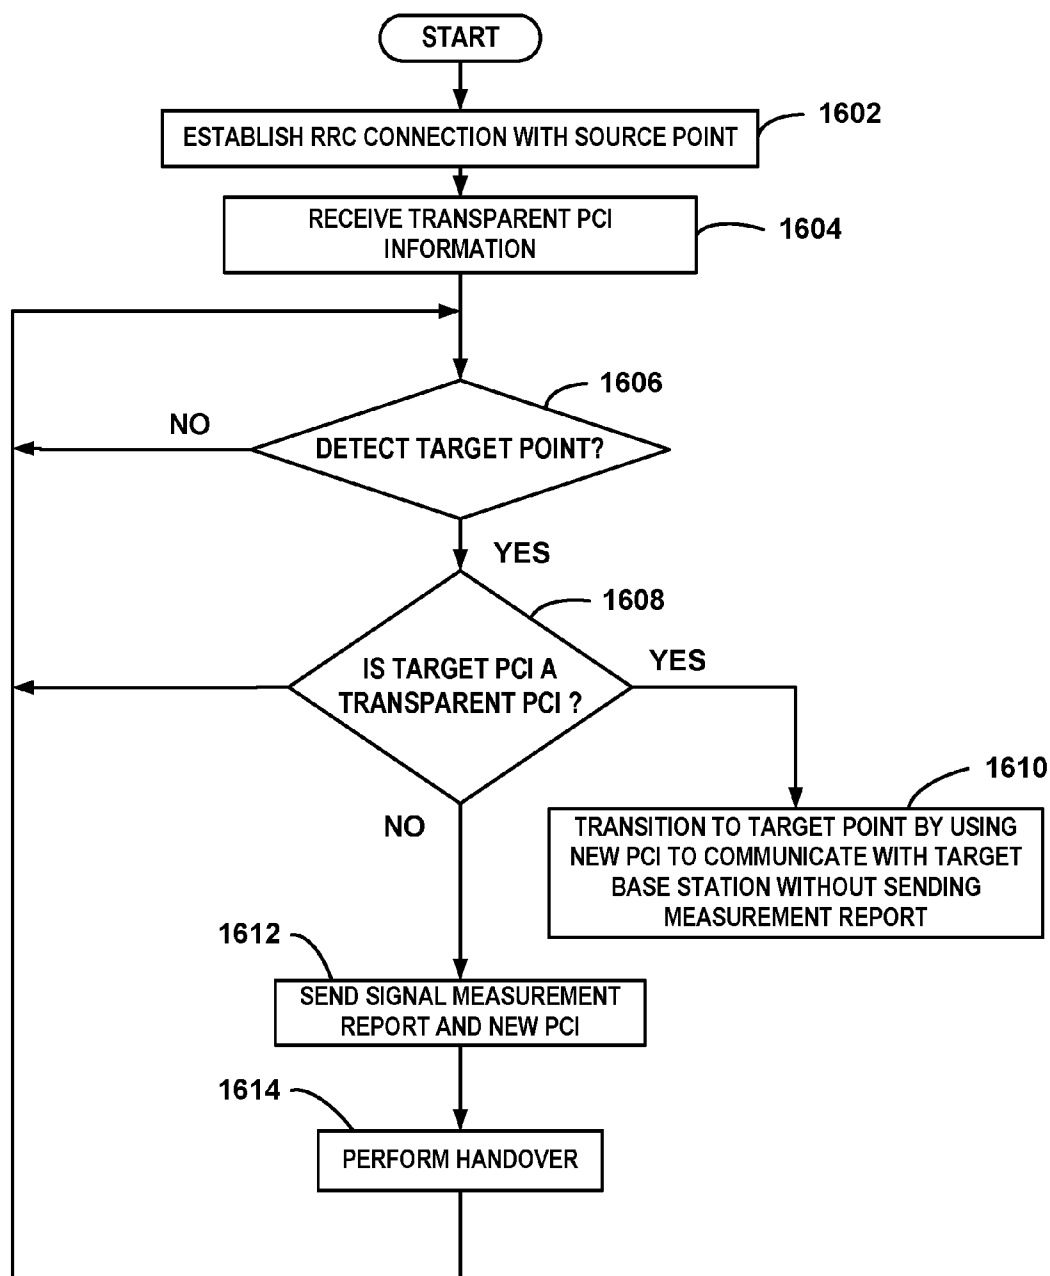 START
1602
ESTABLISH RRC CONNECTION WITH SOURCE POINT
RECEIVE TRANSPARENT PCI
INFORMATION
1604
1606
NO
DETECT TARGET POINT?
YES
1608
IS TARGET PCI A
TRANSPARENT PCI ?
YES
1610
NO
TRANSITION TO TARGET POINT BY USING
NEW PCI TO COMMUNICATE WITH TARGET
BASE STATION WITHOUT SENDING
MEASUREMENT REPORT
1612
SEND SIGNAL MEASUREMENT
REPORT AND NEW PCI
1614
PERFORM HANDOVER